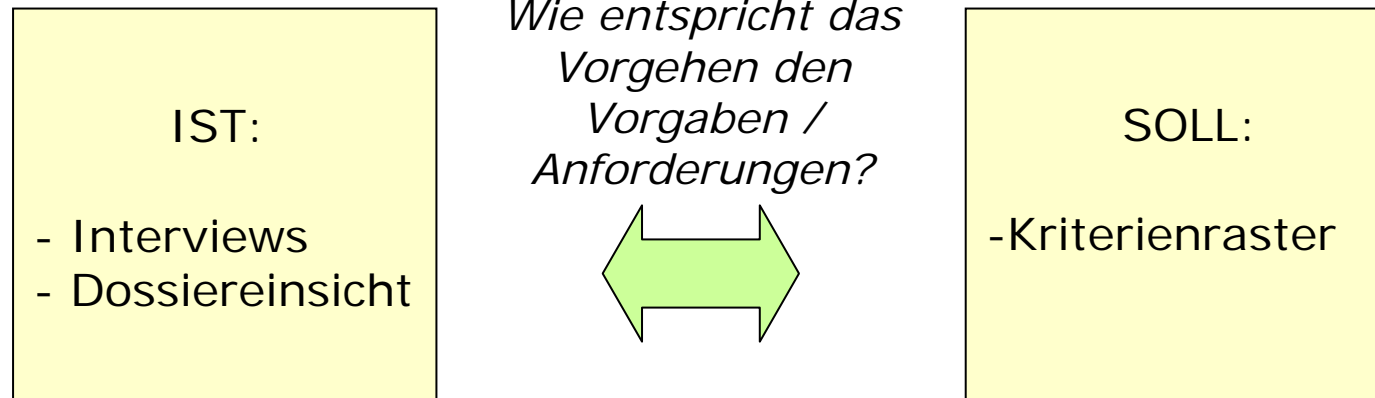 IST:
- Interviews
- Dossiereinsicht
Wie entspricht das
Vorgehen den
Vorgaben /
Anforderungen?
SOLL:
-Kriterienraster